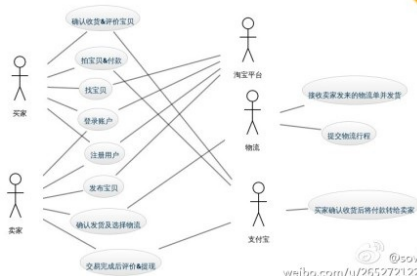 确认收货&评价宝贝
拍宝贝&付款
找宝贝
登录账户
注册用户
发布宝贝
确认发货及选择物流
交易完成后评价&提现
买家
卖家
淘宝平台
物流
支付宝
接收卖家发来的物流单并发货
提交物流行程
买家确认收货后将付款转给卖家